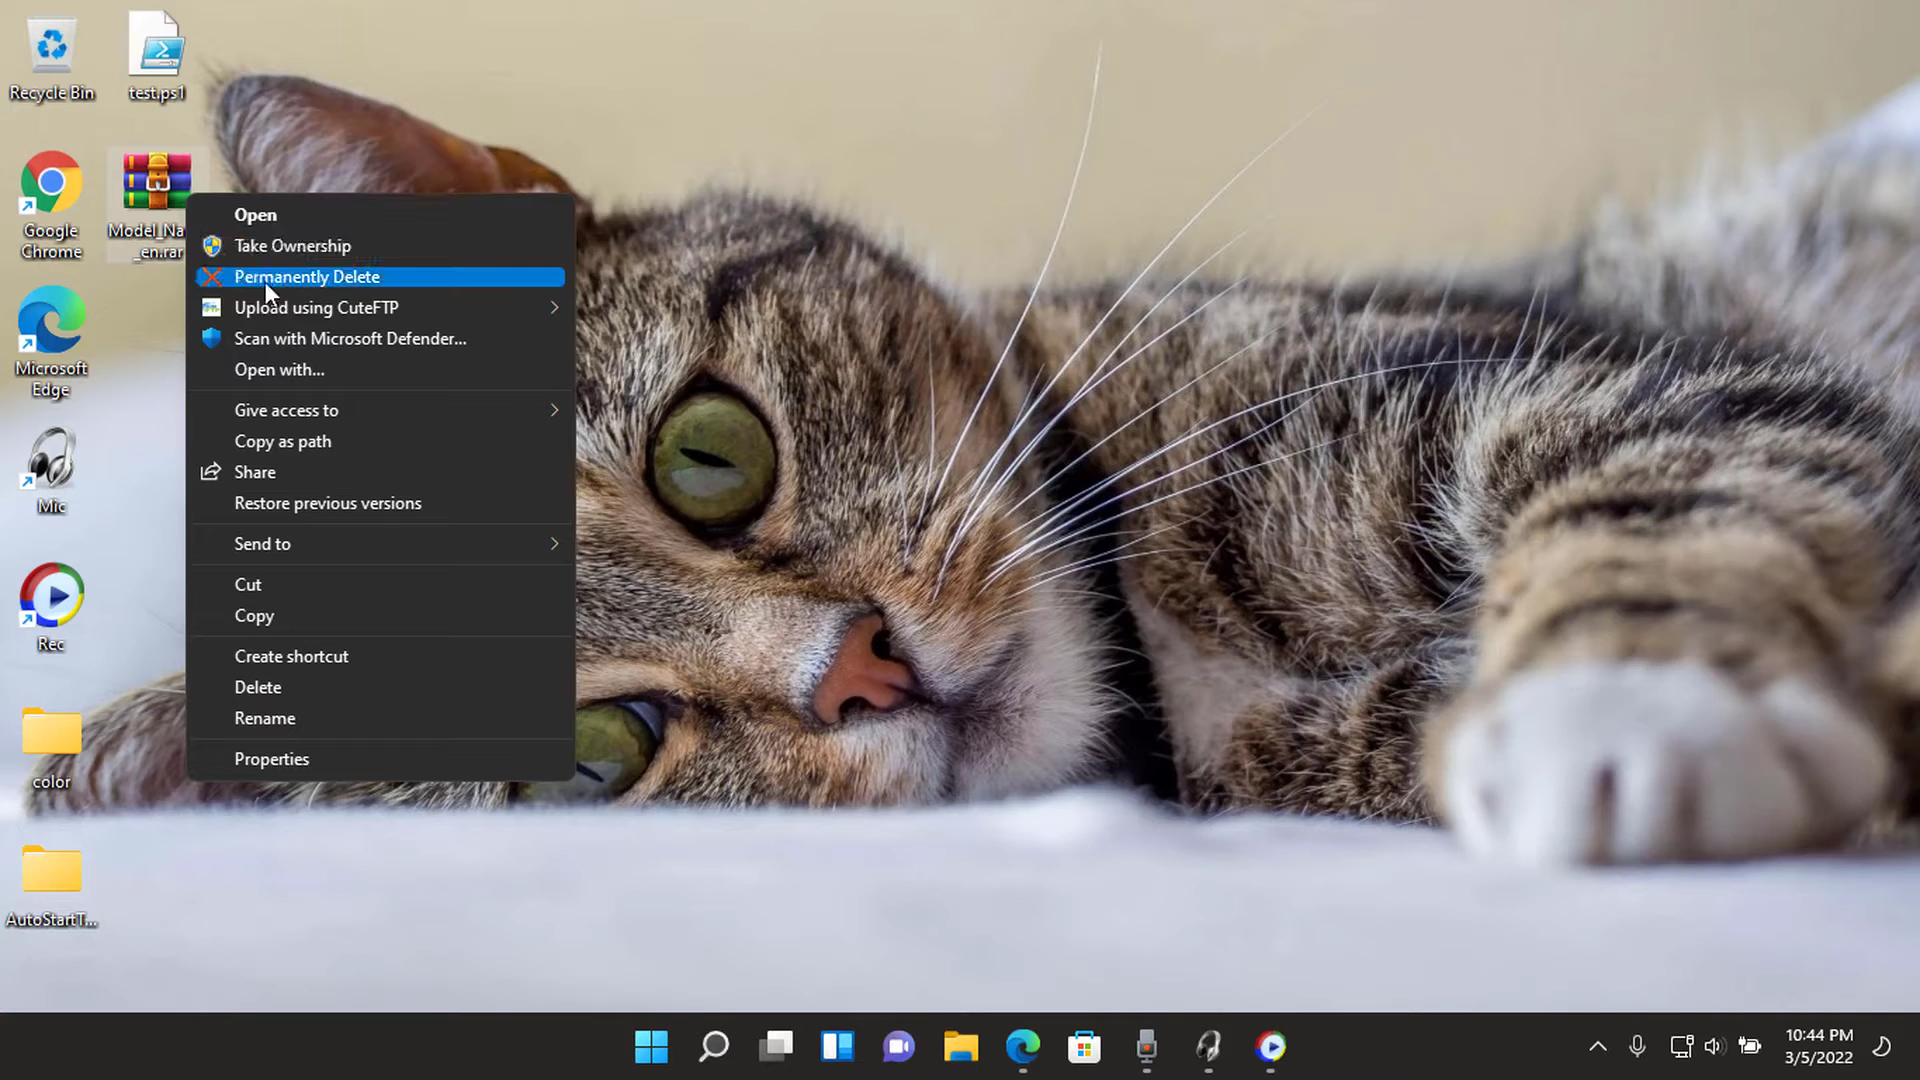 Recycle Bin
test.ps1
Google
Chrome
Model_Na
_en.rar
Microsoft
Edge
Mic
Rec
color
AutoStartT...
Open
Take Ownership
Permanently Delete
Upload using CuteFTP
Scan with Microsoft Defender...
Open with...
Give access to
Copy as path
Share
Restore previous versions
Send to
Cut
Copy
Create shortcut
Delete
Rename
Properties
10:44 PM
3/5/2022